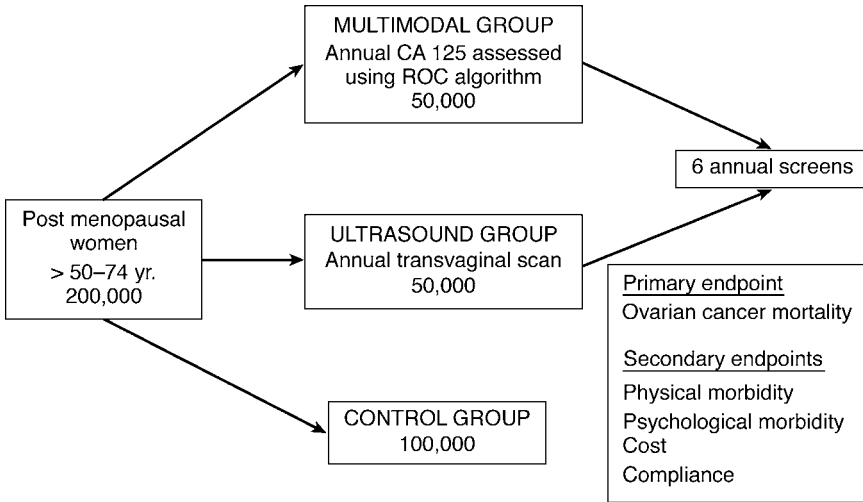 MULTIMODAL GROUP
Annual CA 125 assessed
using ROC algorithm
50,000
6 annual screens
Post menopausal
women
> 50–74 yr.
200,000
ULTRASOUND GROUP
Annual transvaginal scan
50,000
CONTROL GROUP
100,000
Primary endpoint
Ovarian cancer mortality
Secondary endpoints
Physical morbidity
Psychological morbidity
Cost
Compliance